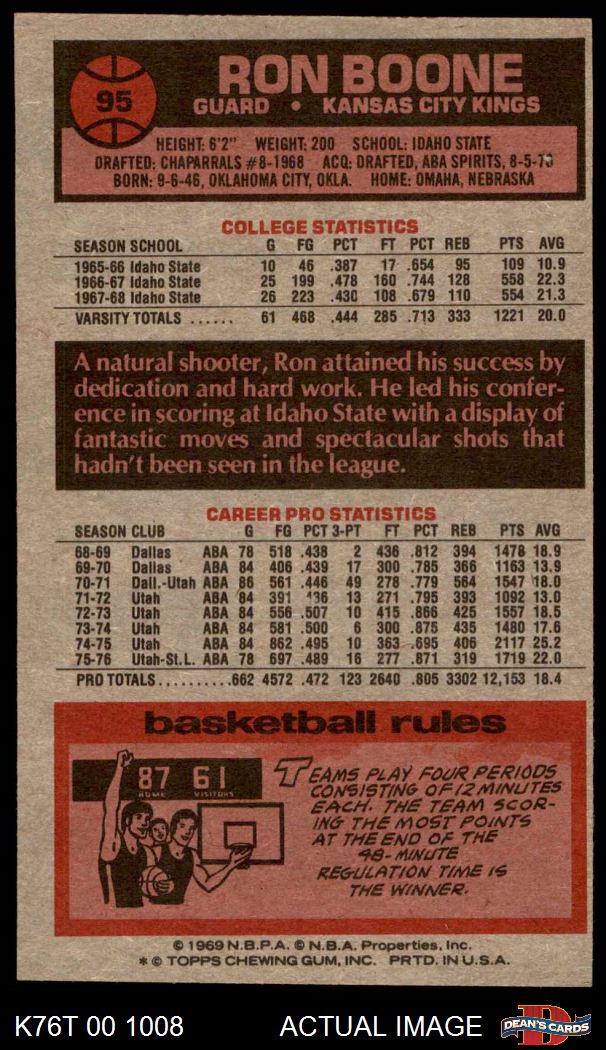 95
RON BOONE
GUARD • KANSAS CITY KINGS
HEIGHT: 6'2" WEIGHT: 200 SCHOOL: IDAHO STATE
DRAFTED: CHAPARRALS #8-1968 ACQ: DRAFTED, ABA SPIRITS, 8-5-76
BORN: 9-6-46, OKLAHOMA CITY, OKLA. HOME: OMAHA, NEBRASKA
COLLEGE STATISTICS
SEASON SCHOOL G FG PCT FT PCT REB PTS AVG
1965-66 Idaho State 10 46 .387 17 .654 95 109 10.9
1966-67 Idaho State 25 199 .478 160 .744 128 558 22.3
1967-68 Idaho State 26 223 .430 108 .679 110 554 21.3
VARSITY TOTALS ...... 61 468 .444 285 .713 333 1221 20.0
A natural shooter, Ron attained his success by
dedication and hard work. He led his confer-
ence in scoring at Idaho State with a display of
fantastic moves and spectacular shots that
hadn't been seen in the league.
CAREER PRO STATISTICS
SEASON CLUB G FG PCT 3-PT FT PCT REB PTS AVG
68-69 Dallas ABA 78 518 .438 2 436 .812 394 1478 18.9
69-70 Dallas ABA 84 406 .439 17 300 .785 366 1163 13.9
70-71 Dall.-Utah ABA 86 561 .446 49 278 .779 564 1547 18.0
71-72 Utah ABA 84 391 .436 13 271 .795 393 1092 13.0
72-73 Utah ABA 84 556 .507 10 415 .866 425 1557 18.5
73-74 Utah ABA 84 581 .500 6 300 .875 435 1480 17.6
74-75 Utah ABA 84 862 .495 10 363 .695 406 2117 25.2
75-76 Utah-St.L. ABA 78 697 .489 16 277 .871 319 1719 22.0
PRO TOTALS..........662 4572 .472 123 2640 .805 3302 12,153 18.4
basketball rules
87 61
HOME VISITORS
TEAMS PLAY FOUR PERIODS
CONSISTING OF 12 MINUTES
EACH. THE TEAM SCOR-
ING THE MOST POINTS
AT THE END OF THE
48-MINUTE
REGULATION TIME IS
THE WINNER.
© 1969 N.B.P.A. © N.B.A. Properties, Inc.
* © TOPPS CHEWING GUM, INC. PRTD. IN U.S.A.
K76T 00 1008 ACTUAL IMAGE
D
DEAN'S CARDS